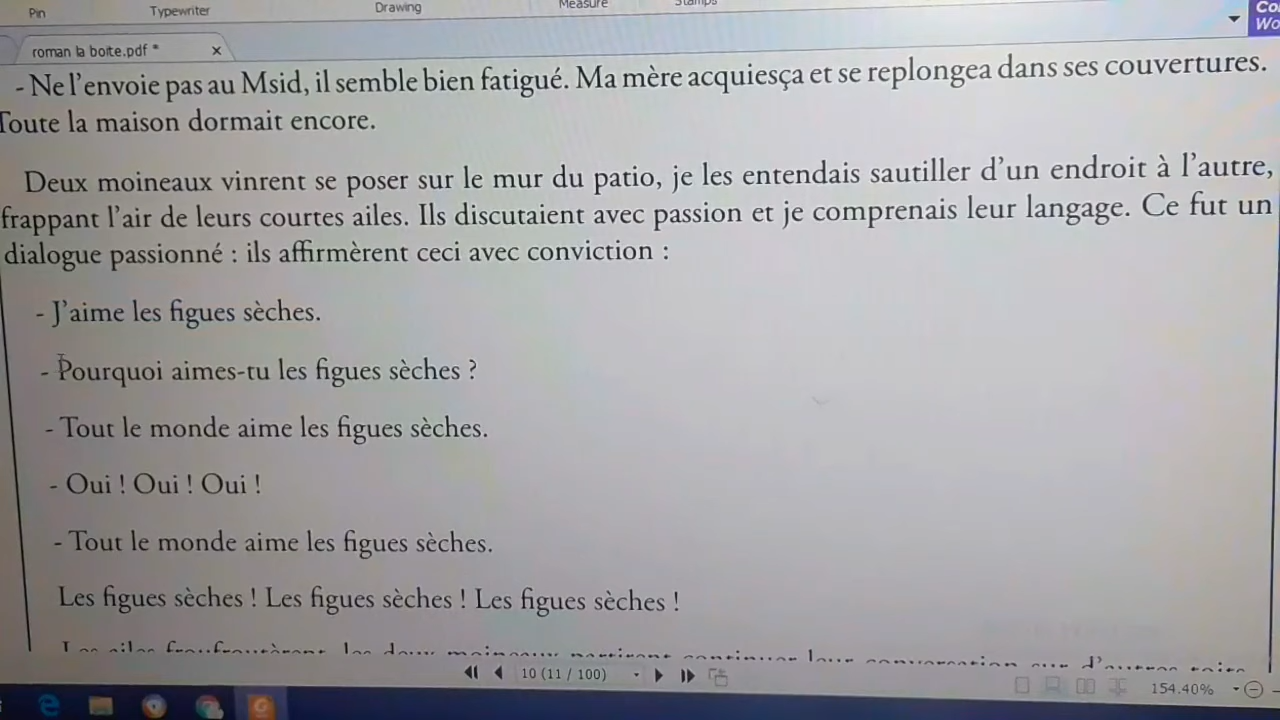 Pin Typewriter Drawing Measure Stamps
Co
Wo
roman la boite.pdf * x
- Ne l'envoie pas au Msid, il semble bien fatigué. Ma mère acquiesça et se replongea dans ses couvertures.
Toute la maison dormait encore.
Deux moineaux vinrent se poser sur le mur du patio, je les entendais sautiller d'un endroit à l'autre,
frappant l'air de leurs courtes ailes. Ils discutaient avec passion et je comprenais leur langage. Ce fut un
dialogue passionné : ils affirmèrent ceci avec conviction :
- J'aime les figues sèches.
- Pourquoi aimes-tu les figues sèches ?
- Tout le monde aime les figues sèches.
- Oui ! Oui ! Oui !
- Tout le monde aime les figues sèches.
Les figues sèches ! Les figues sèches ! Les figues sèches !
10 (11 / 100)
154.40%